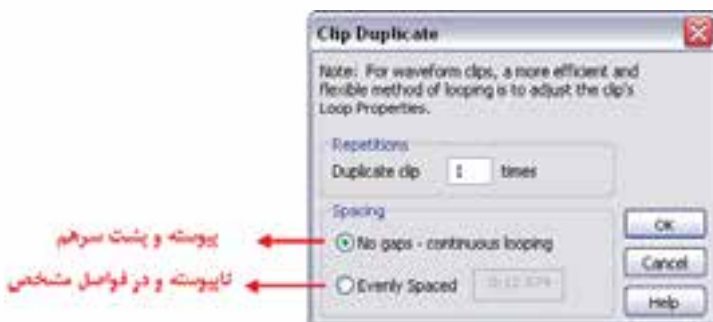 Clip Duplicate
Note: For waveform clips, a more efficient and
flexible method of looping is to adjust the clip's
Loop Properties.
Repetitions
Duplicate clip 1 times
Spacing
No gaps - continuous looping
Evenly Spaced
OK
Cancel
Help
پیوسته و پشت سرهم
ناپیوسته و در فواصل مشخص